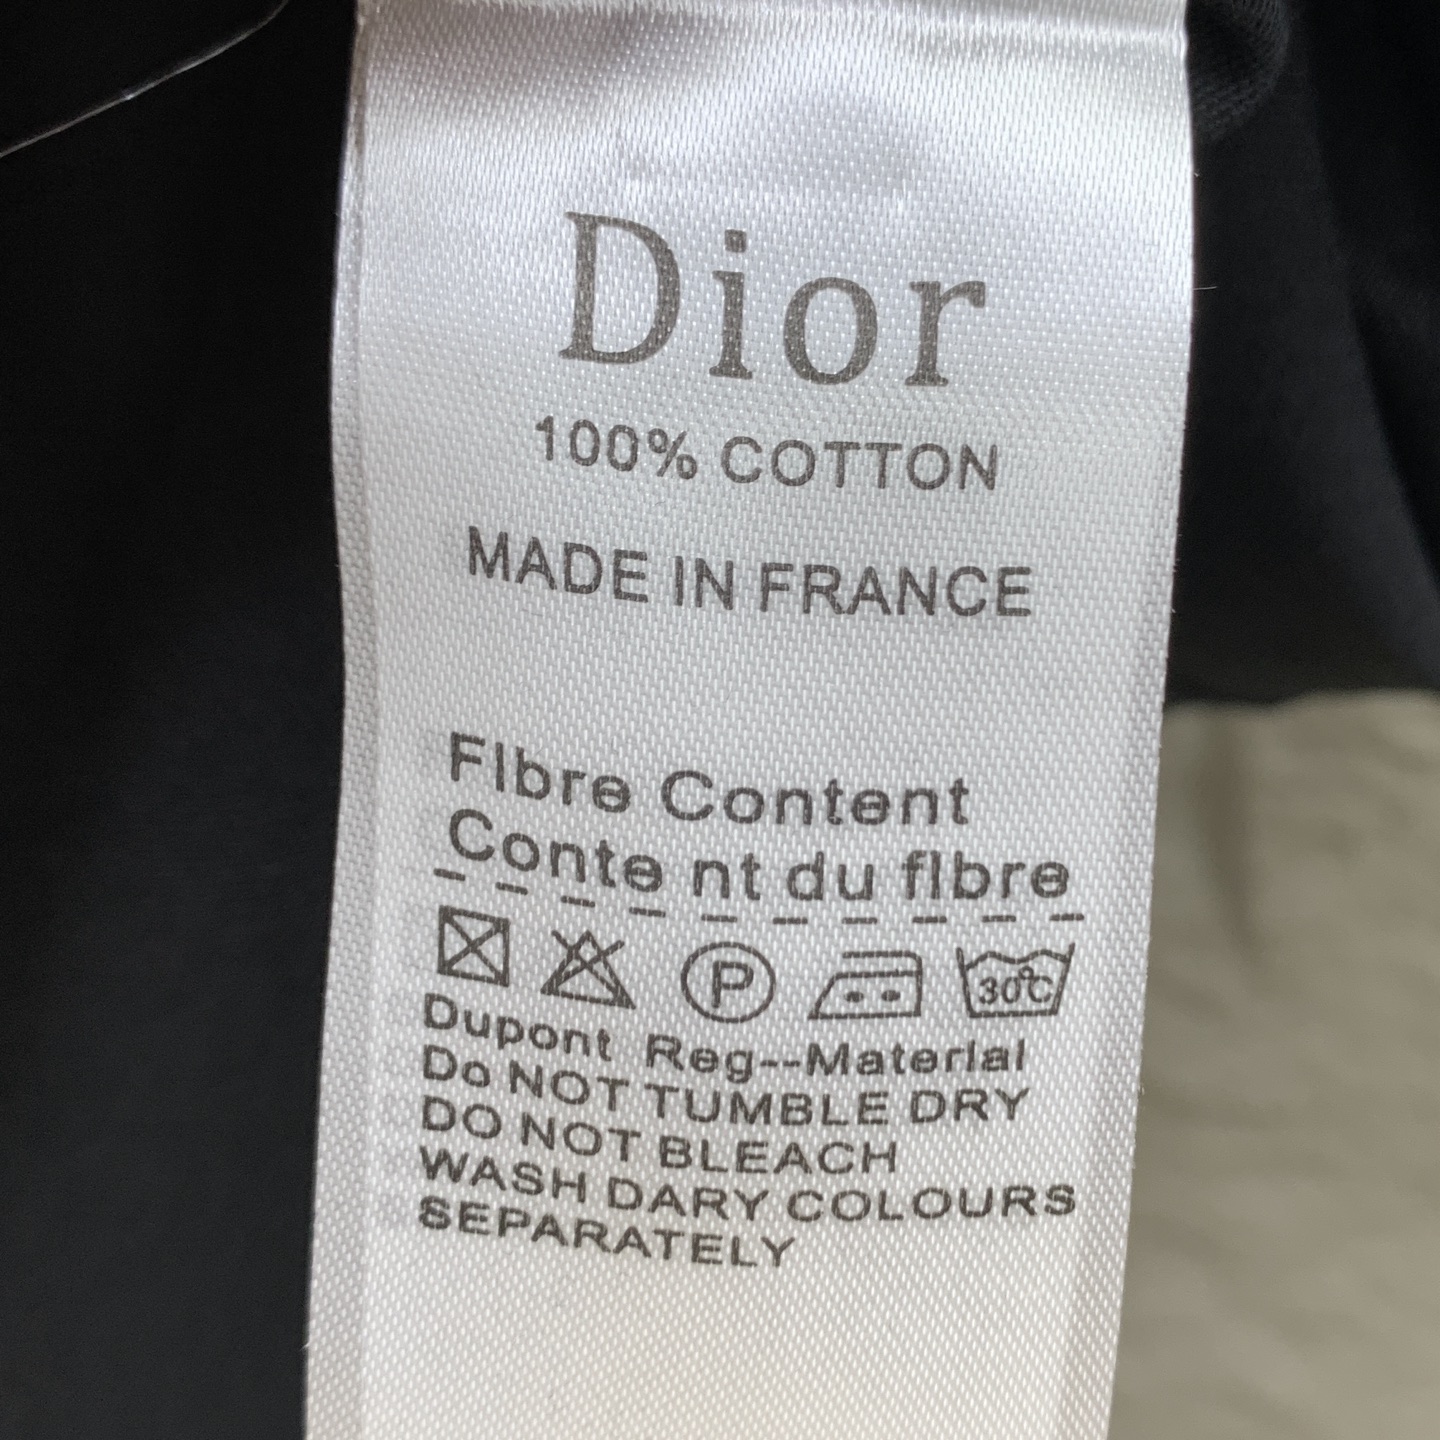 Dior
100% COTTON
MADE IN FRANCE
FIbre Content
Conte nt du fIbre
P 30°C
Dupont Reg--MaterIal
Do NOT TUMBLE DRY
DO NOT BLEACH
WASH DARY COLOURS
SEPARATELY